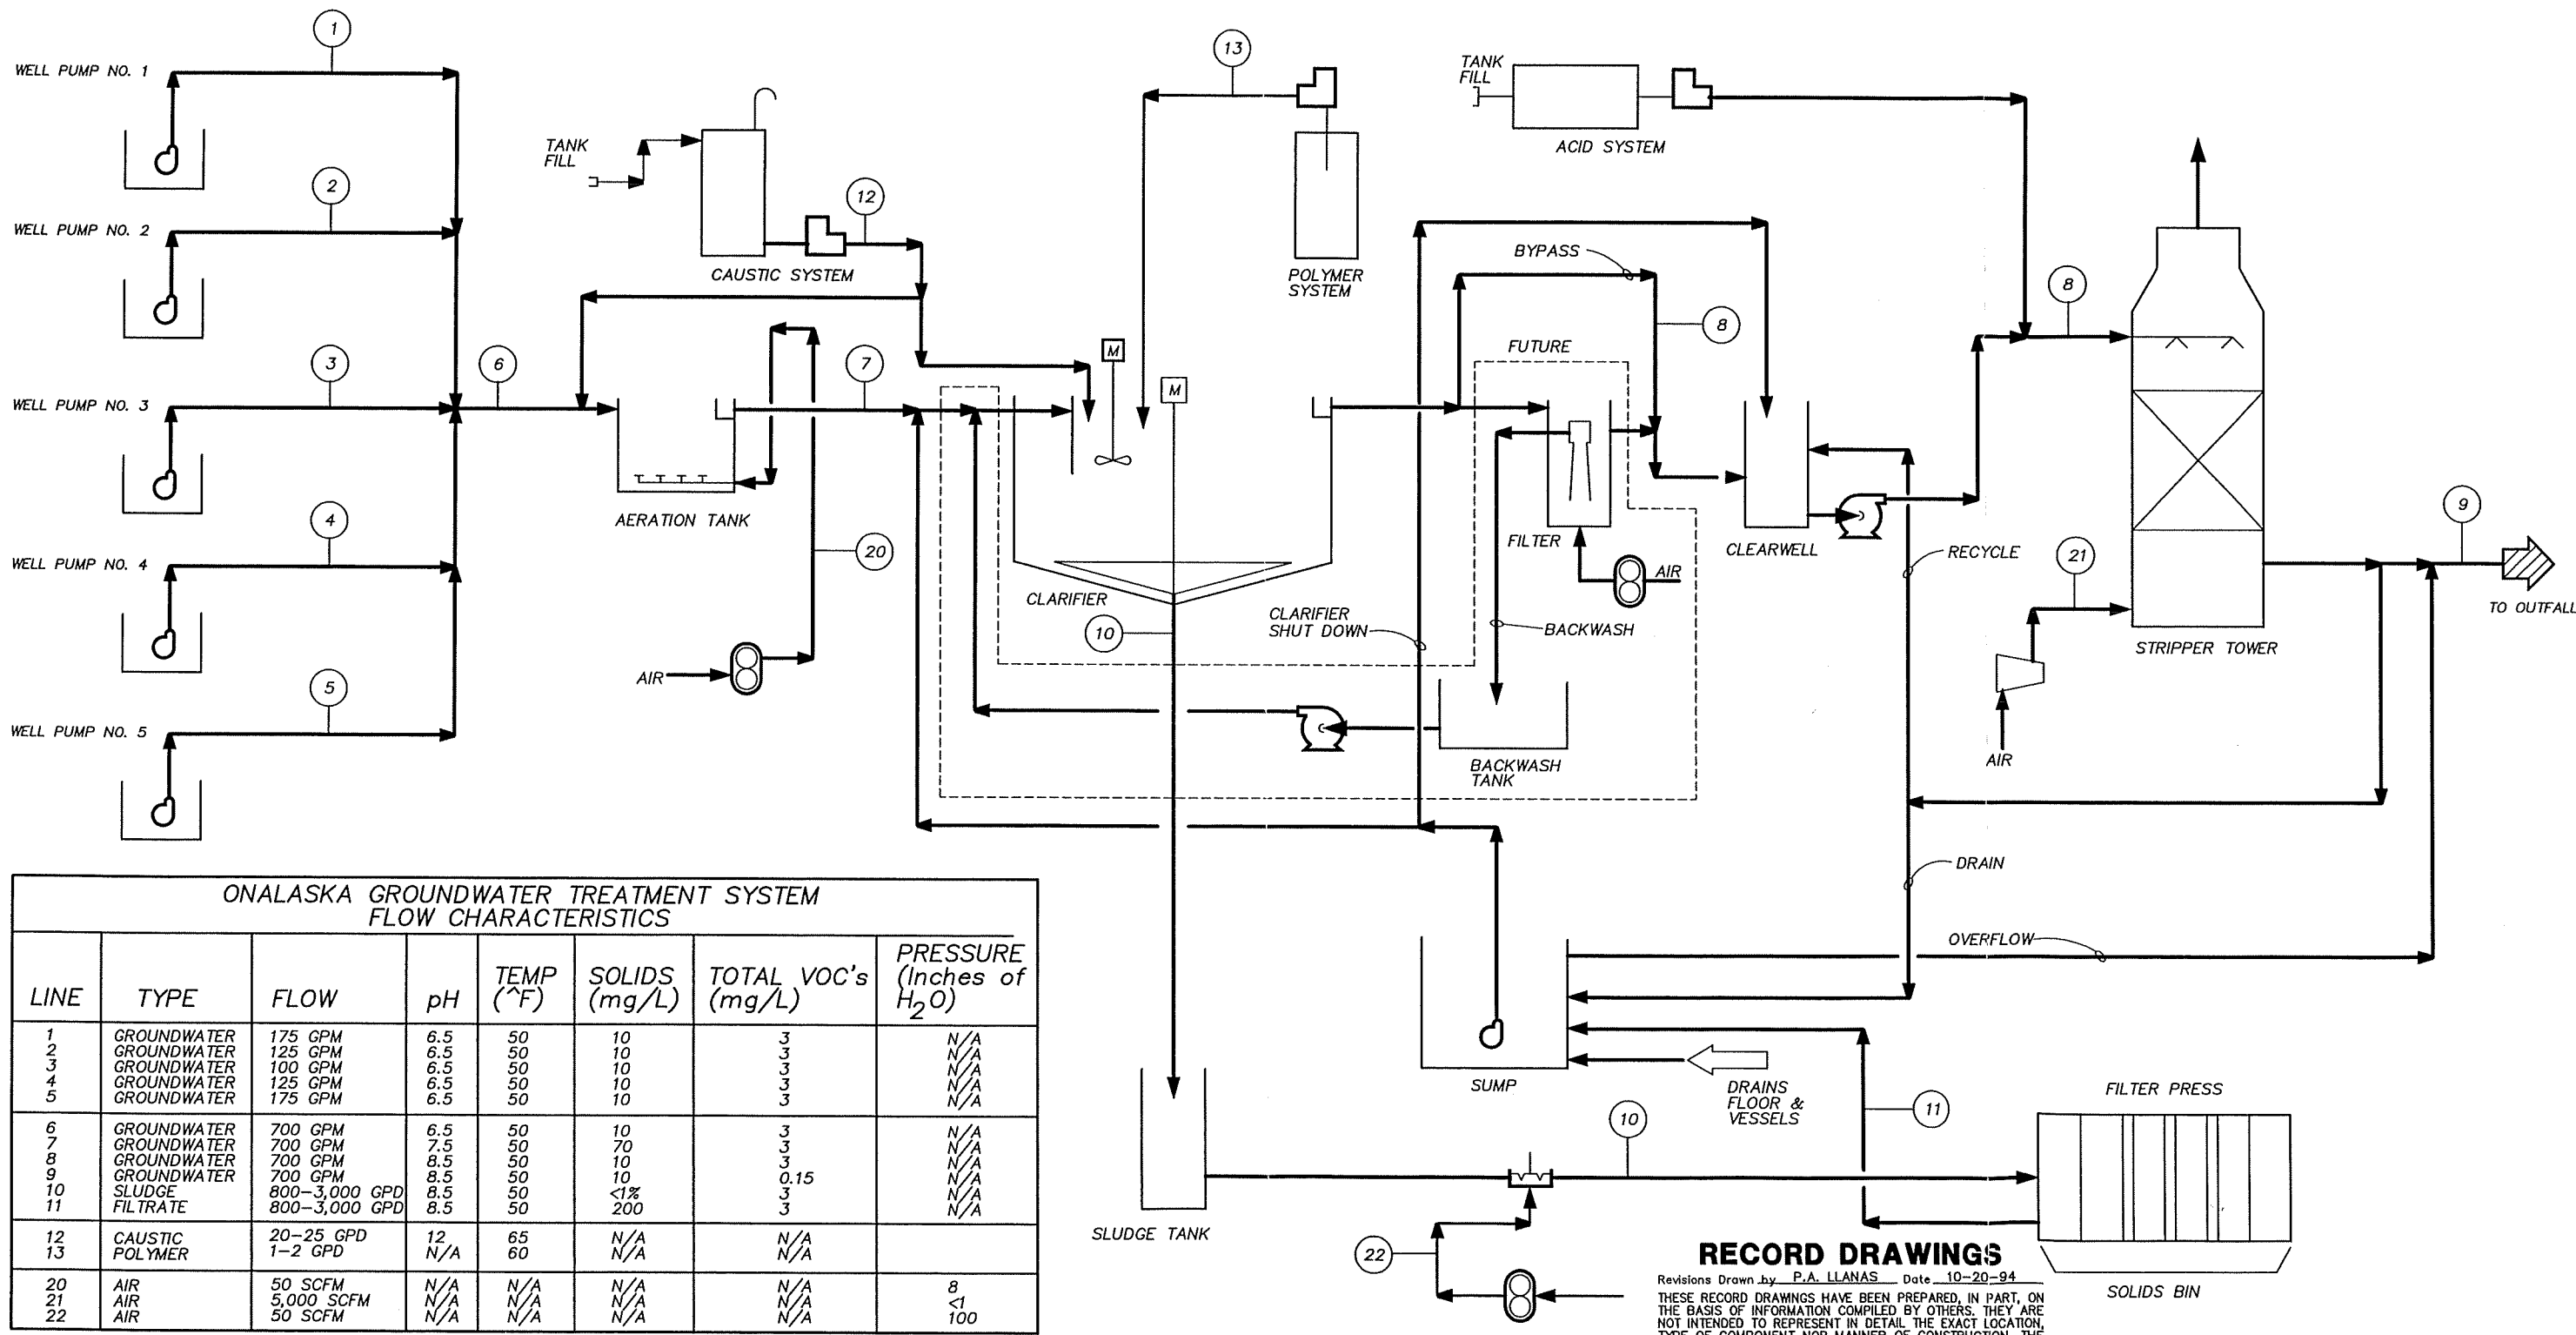 1
WELL PUMP NO. 1
2
WELL PUMP NO. 2
3
WELL PUMP NO. 3
4
WELL PUMP NO. 4
5
WELL PUMP NO. 5
6
TANK
FILL
12
CAUSTIC SYSTEM
AERATION TANK
7
20
AIR
13
POLYMER
SYSTEM
M
M
CLARIFIER
10
CLARIFIER
SHUT DOWN
TANK
FILL
ACID SYSTEM
BYPASS
8
FUTURE
FILTER
AIR
BACKWASH
BACKWASH
TANK
CLEARWELL
RECYCLE
8
21
AIR
STRIPPER TOWER
9
TO OUTFALL
DRAIN
OVERFLOW
SUMP
DRAINS
FLOOR &
VESSELS
11
FILTER PRESS
10
SLUDGE TANK
22
SOLIDS BIN
ONALASKA GROUNDWATER TREATMENT SYSTEM
FLOW CHARACTERISTICS
LINE TYPE FLOW pH TEMP (^F) SOLIDS (mg/L) TOTAL VOC's (mg/L) PRESSURE (Inches of H2O)
1 GROUNDWATER 175 GPM 6.5 50 10 3 N/A
2 GROUNDWATER 125 GPM 6.5 50 10 3 N/A
3 GROUNDWATER 100 GPM 6.5 50 10 3 N/A
4 GROUNDWATER 125 GPM 6.5 50 10 3 N/A
5 GROUNDWATER 175 GPM 6.5 50 10 3 N/A
6 GROUNDWATER 700 GPM 6.5 50 10 3 N/A
7 GROUNDWATER 700 GPM 7.5 50 70 3 N/A
8 GROUNDWATER 700 GPM 8.5 50 10 3 N/A
9 GROUNDWATER 700 GPM 8.5 50 10 0.15 N/A
10 SLUDGE 800-3,000 GPD 8.5 50 <1% 3 N/A
11 FILTRATE 800-3,000 GPD 8.5 50 200 3 N/A
12 CAUSTIC 20-25 GPD 12 65 N/A N/A
13 POLYMER 1-2 GPD N/A 60 N/A N/A
20 AIR 50 SCFM N/A N/A N/A N/A 8
21 AIR 5,000 SCFM N/A N/A N/A N/A <1
22 AIR 50 SCFM N/A N/A N/A N/A 100
RECORD DRAWINGS
Revisions Drawn by P.A. LLANAS Date 10-20-94
THESE RECORD DRAWINGS HAVE BEEN PREPARED, IN PART, ON
THE BASIS OF INFORMATION COMPILED BY OTHERS. THEY ARE
NOT INTENDED TO REPRESENT IN DETAIL THE EXACT LOCATION,
TYPE OF COMPONENT NOR MANNER OF CONSTRUCTION. THE